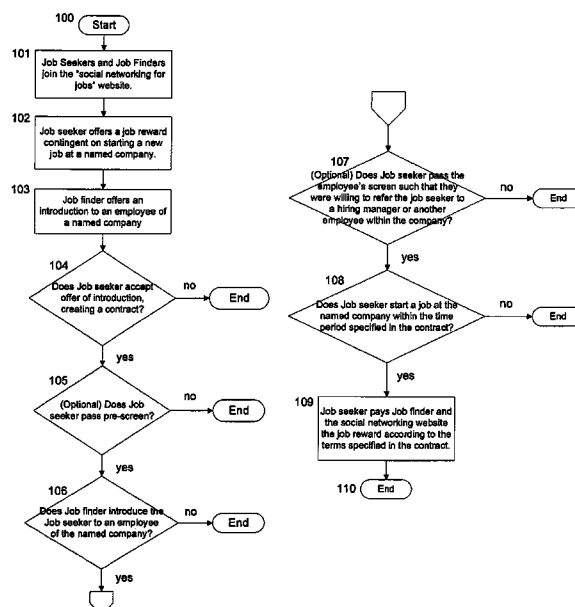 100
Start
101
Job Seekers and Job Finders
join the "social networking for
jobs" website.
102
Job seeker offers a job reward
contingent on starting a new
job at a named company.
103
Job finder offers an
introduction to an employee of
a named company
104
Does Job seeker accept
offer of introduction,
creating a contract?
no
End
yes
105
(Optional) Does Job
seeker pass pre-screen?
no
End
yes
106
Does Job finder introduce the
Job seeker to an employee
of the named company?
no
End
yes
107
(Optional) Does Job seeker pass the
employee's screen such that they
were willing to refer the job seeker to
a hiring manager or another
employee within the company?
no
End
yes
108
Does Job seeker start a job at the
named company within the time
period specified in the contract?
no
End
yes
109
Job seeker pays Job finder and
the social networking website
the job reward according to the
terms specified in the contract.
110
End